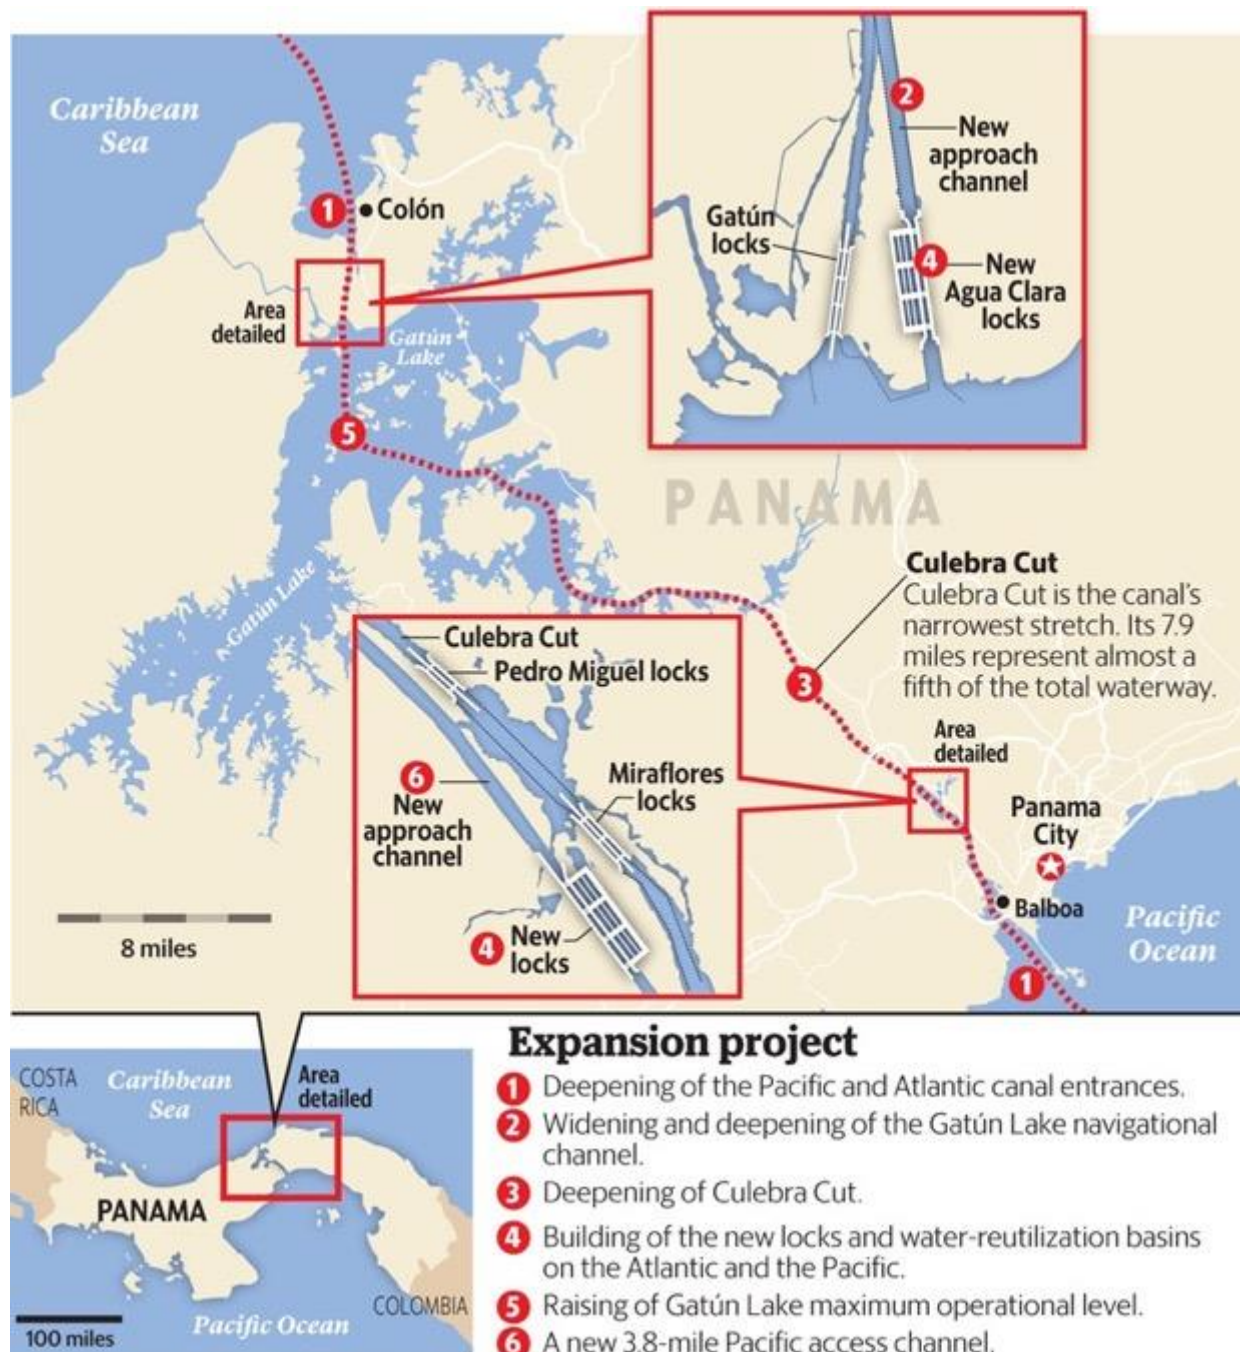 Caribbean
Sea
1
Colón
Area
detailed
Gatún
Lake
5
2
New
approach
channel
Gatún
locks
4
New
Agua Clara
locks
PANAMA
Gatún Lake
Culebra Cut
Culebra Cut is the canal's
narrowest stretch. Its 7.9
miles represent almost a
fifth of the total waterway.
3
Culebra Cut
Pedro Miguel locks
6
New
approach
channel
Miraflores
locks
4
New
locks
Area
detailed
Panama
City
Balboa
Pacific
Ocean
1
8 miles
COSTA
RICA
Caribbean
Sea
Area
detailed
PANAMA
COLOMBIA
Pacific Ocean
100 miles
Expansion project
1 Deepening of the Pacific and Atlantic canal entrances.
2 Widening and deepening of the Gatún Lake navigational
channel.
3 Deepening of Culebra Cut.
4 Building of the new locks and water-reutilization basins
on the Atlantic and the Pacific.
5 Raising of Gatún Lake maximum operational level.
6 A new 3.8-mile Pacific access channel.